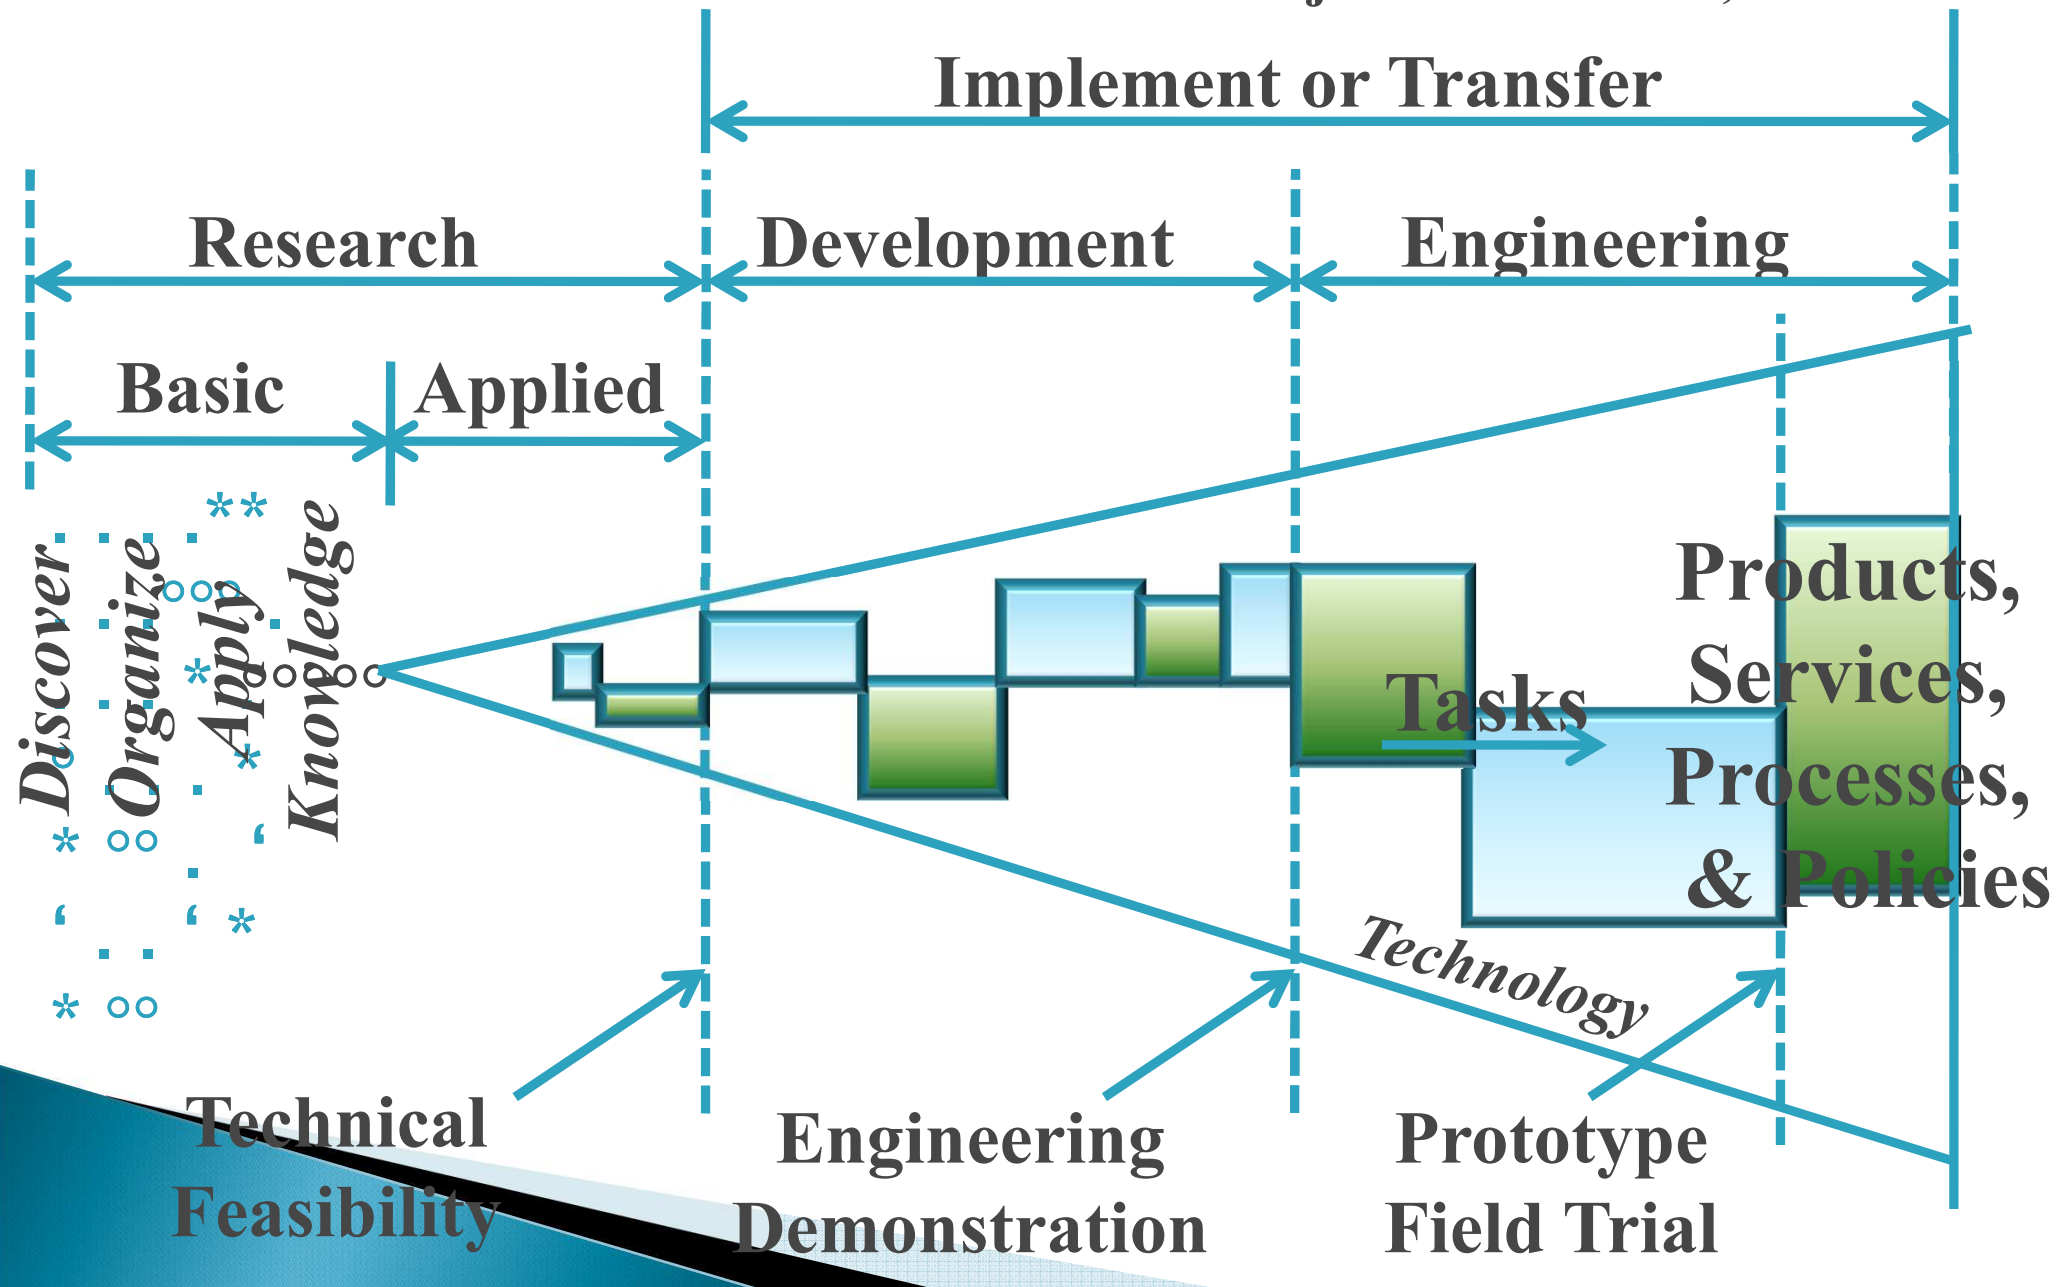 Implement or Transfer
Research
Development
Engineering
Basic
Applied
Discover
Organize
Apply
Knowledge
Tasks
Products,
Services,
Processes,
& Policies
Technology
Technical
Feasibility
Engineering
Demonstration
Prototype
Field Trial